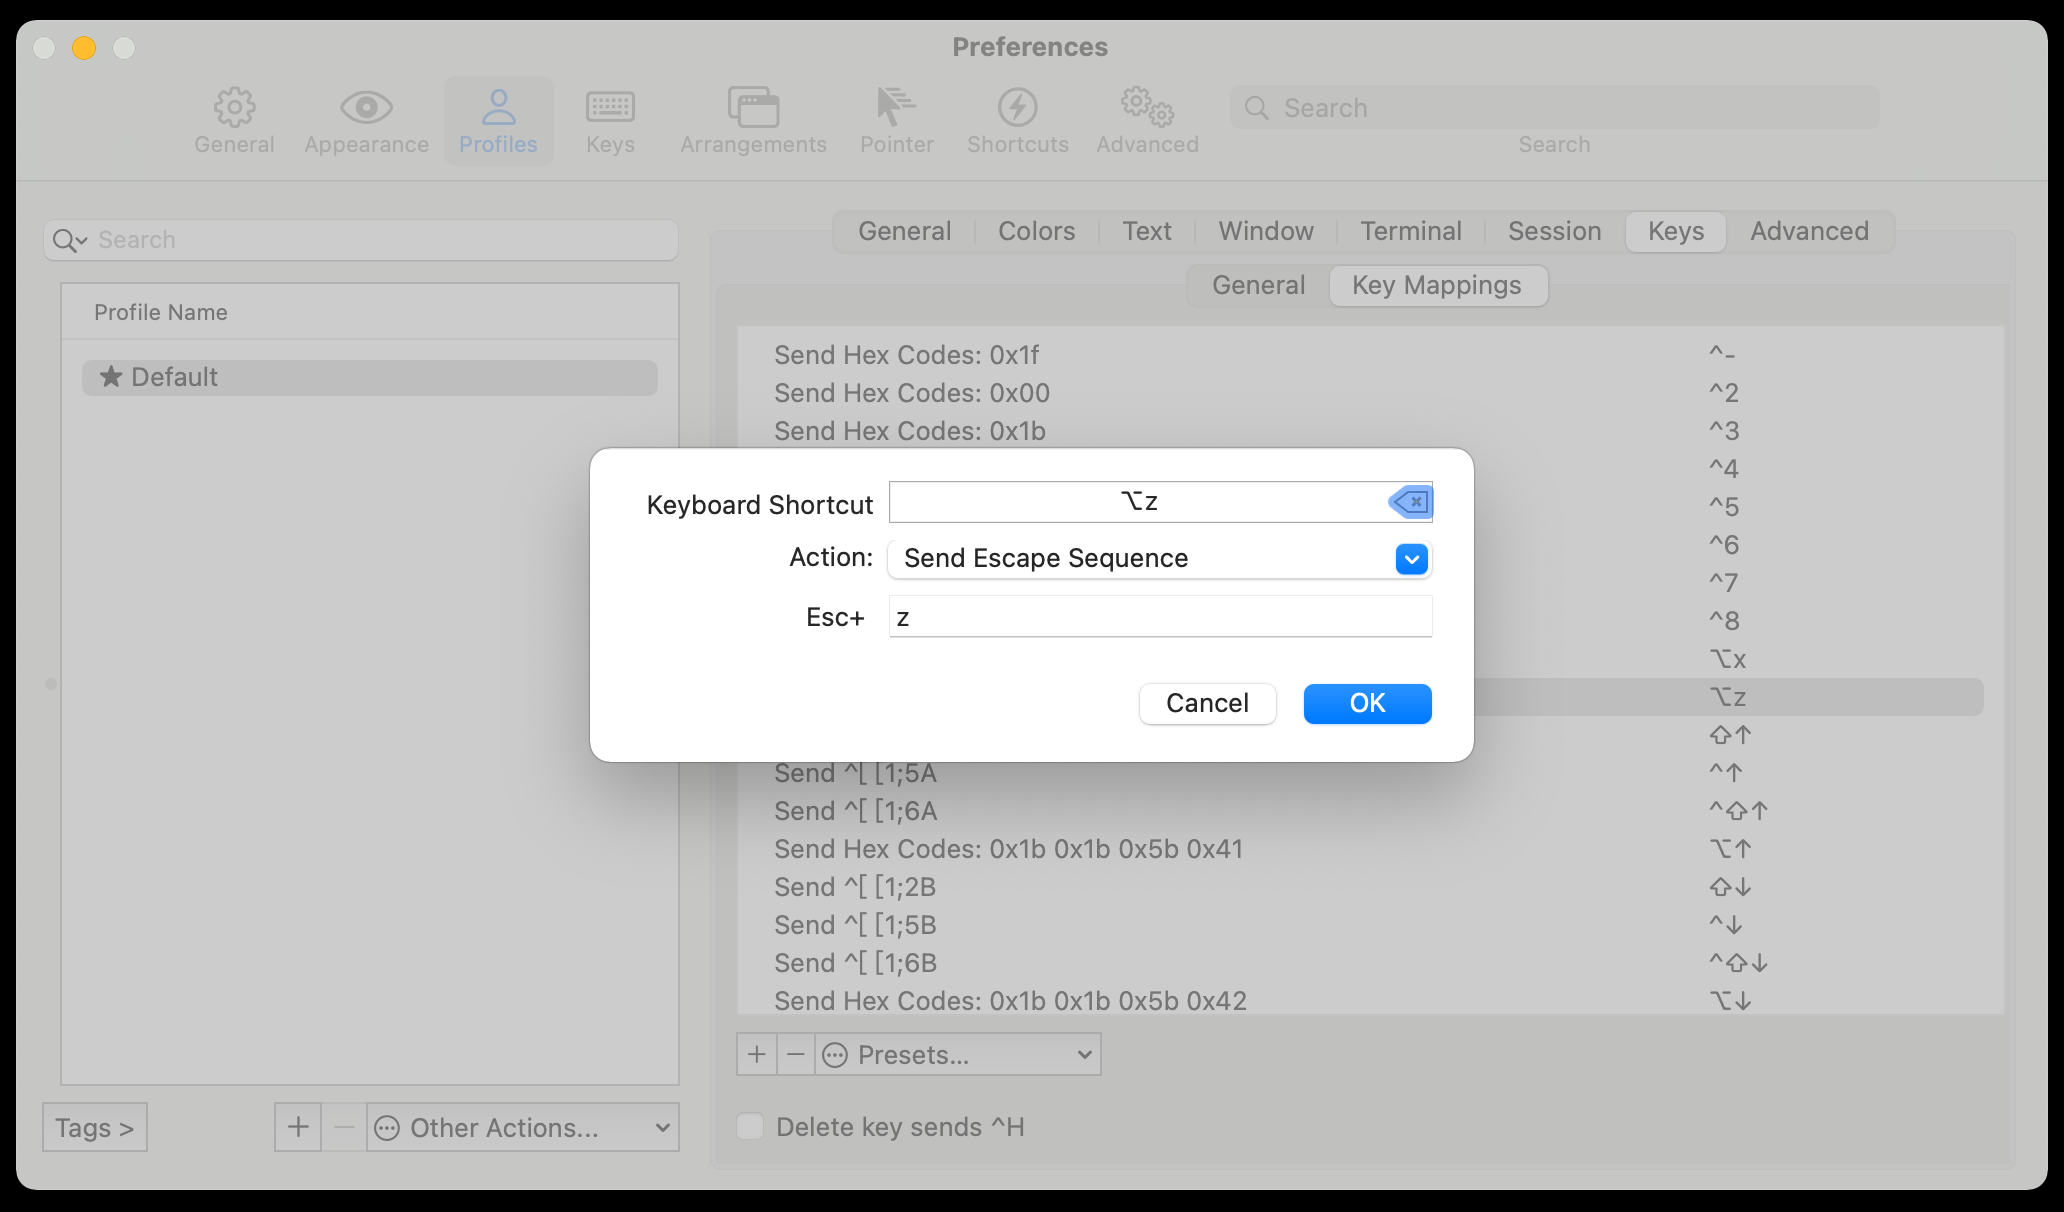 Preferences
General
Appearance
Profiles
Keys
Arrangements
Pointer
Shortcuts
Advanced
Search
Search
Search
Profile Name
★ Default
Tags >
+ − Other Actions...
General Colors Text Window Terminal Session Keys Advanced
General Key Mappings
Send Hex Codes: 0x1f ^-
Send Hex Codes: 0x00 ^2
Send Hex Codes: 0x1b ^3
^4
^5
^6
^7
^8
⌥x
⌥z
⇧↑
Send ^[ [1;5A ^↑
Send ^[ [1;6A ^⇧↑
Send Hex Codes: 0x1b 0x1b 0x5b 0x41 ⌥↑
Send ^[ [1;2B ⇧↓
Send ^[ [1;5B ^↓
Send ^[ [1;6B ^⇧↓
Send Hex Codes: 0x1b 0x1b 0x5b 0x42 ⌥↓
+ − Presets...
Delete key sends ^H
Keyboard Shortcut ⌥z
Action: Send Escape Sequence
Esc+ z
Cancel OK